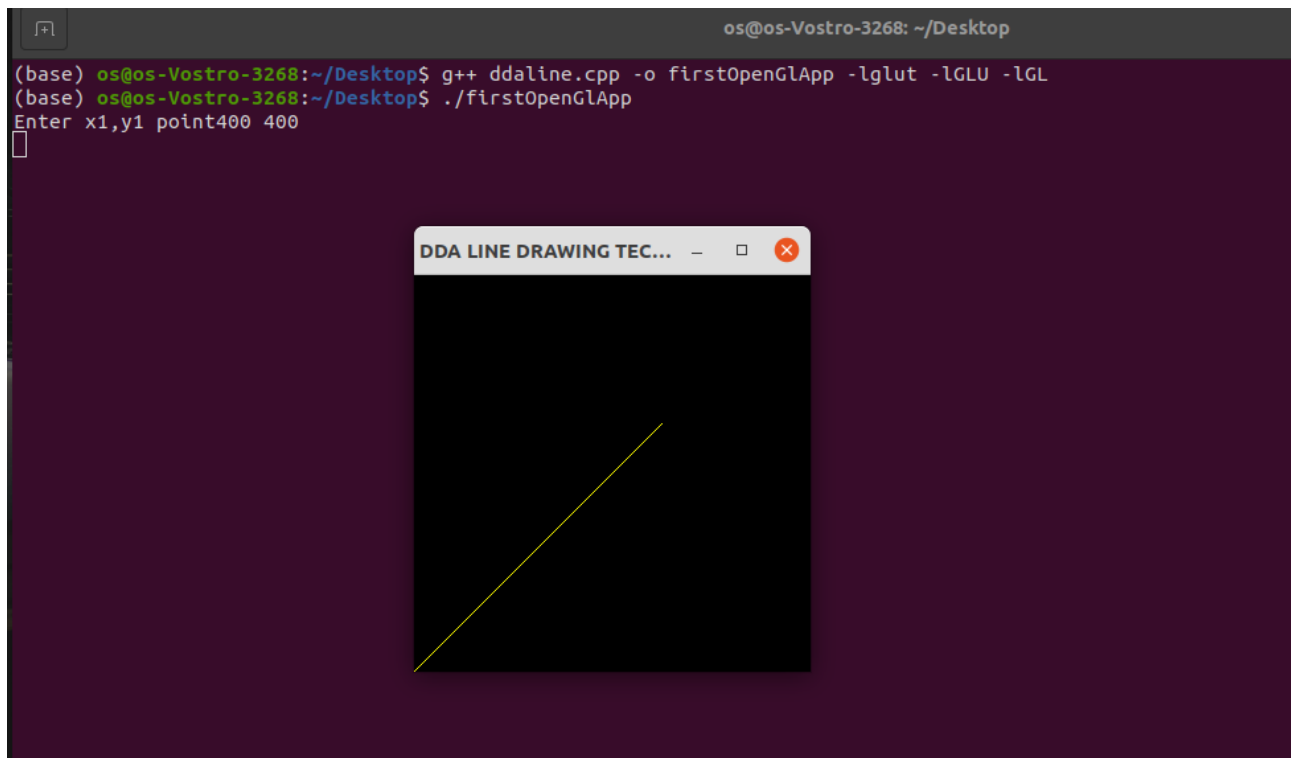 os@os-Vostro-3268: ~/Desktop
(base) os@os-Vostro-3268:~/Desktop$ g++ ddaline.cpp -o firstOpenGlApp -lglut -lGLU -lGL
(base) os@os-Vostro-3268:~/Desktop$ ./firstOpenGlApp
Enter x1,y1 point400 400
DDA LINE DRAWING TEC...